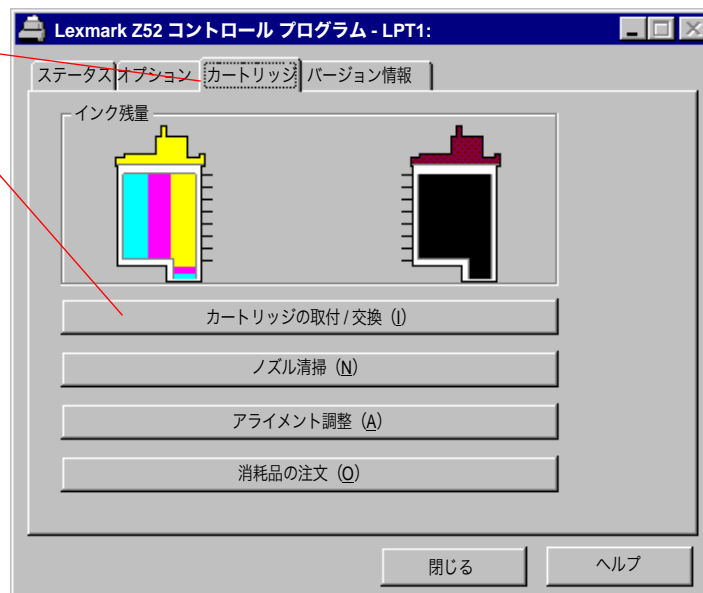 Lexmark Z52 コントロール プログラム - LPT1:
ステータス オプション カートリッジ バージョン情報
インク残量
カートリッジの取付 / 交換 (I)
ノズル清掃 (N)
アライメント調整 (A)
消耗品の注文 (O)
閉じる ヘルプ